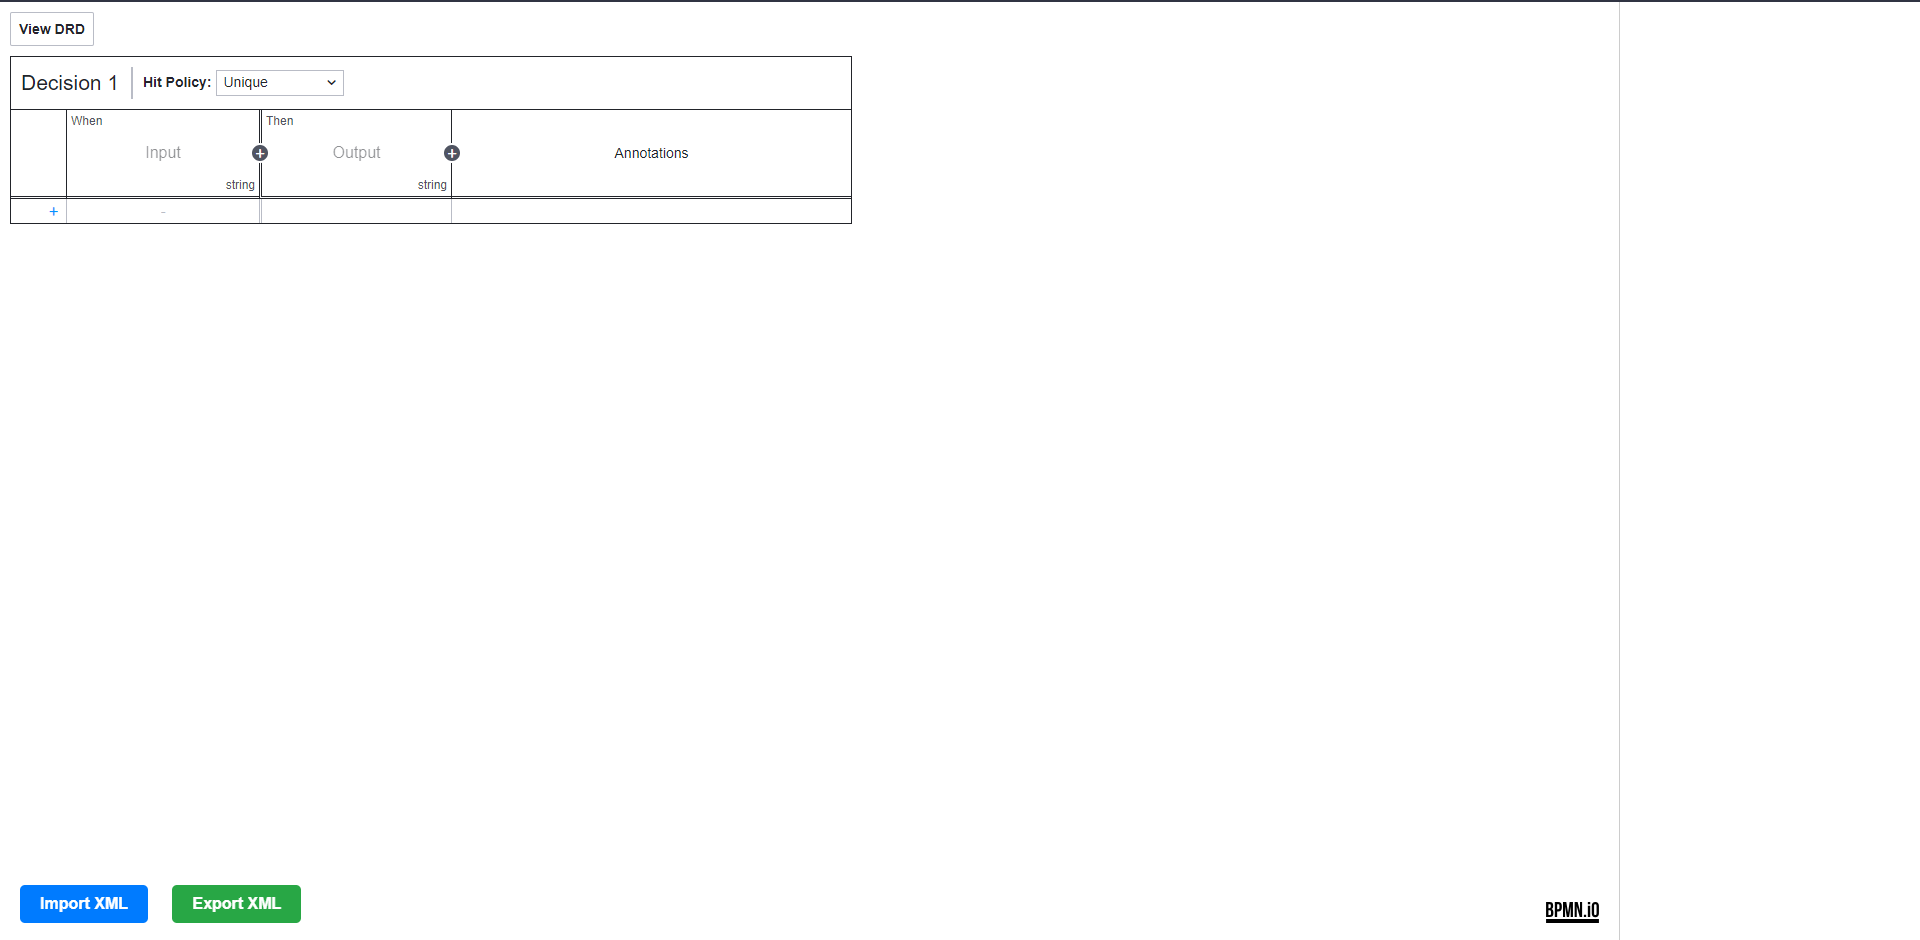 View DRD
Decision 1 Hit Policy: Unique
When Then
Input Output Annotations
string string
+ -
Import XML Export XML
BPMN.iO